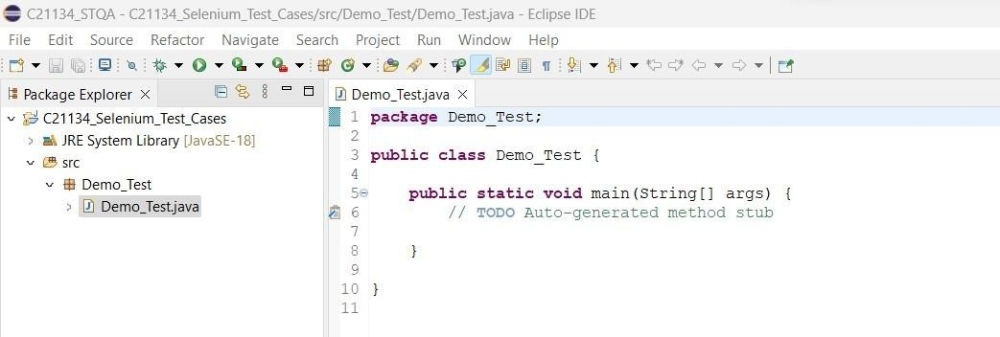 C21134_STQA - C21134_Selenium_Test_Cases/src/Demo_Test/Demo_Test.java - Eclipse IDE
File Edit Source Refactor Navigate Search Project Run Window Help
Package Explorer
C21134_Selenium_Test_Cases
JRE System Library [JavaSE-18]
src
Demo_Test
Demo_Test.java
Demo_Test.java
1 package Demo_Test;
2
3 public class Demo_Test {
4
5 public static void main(String[] args) {
6 // TODO Auto-generated method stub
7
8 }
9
10 }
11